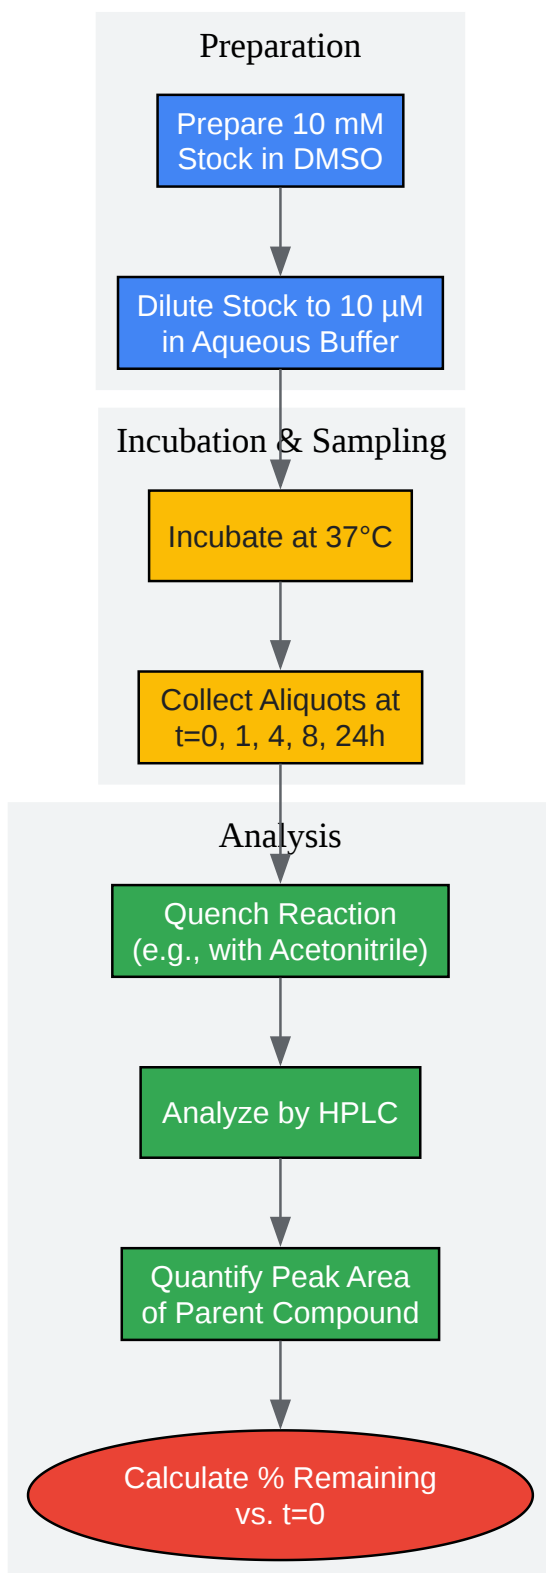 Preparation
Prepare 10 mM
Stock in DMSO
Dilute Stock to 10 µM
in Aqueous Buffer
Incubation & Sampling
Incubate at 37°C
Collect Aliquots at
t=0, 1, 4, 8, 24h
Analysis
Quench Reaction
(e.g., with Acetonitrile)
Analyze by HPLC
Quantify Peak Area
of Parent Compound
Calculate % Remaining
vs. t=0